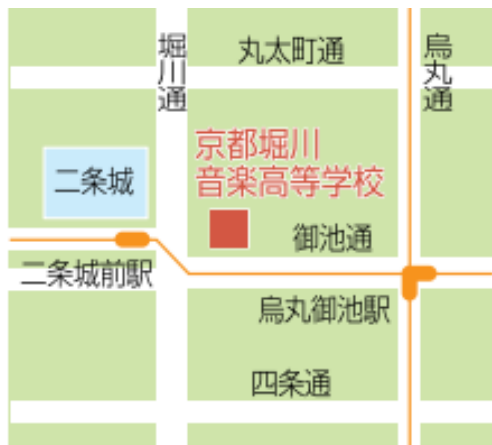 堀川通
丸太町通
烏丸通
京都堀川
音楽高等学校
二条城
御池通
二条城前駅
烏丸御池駅
四条通